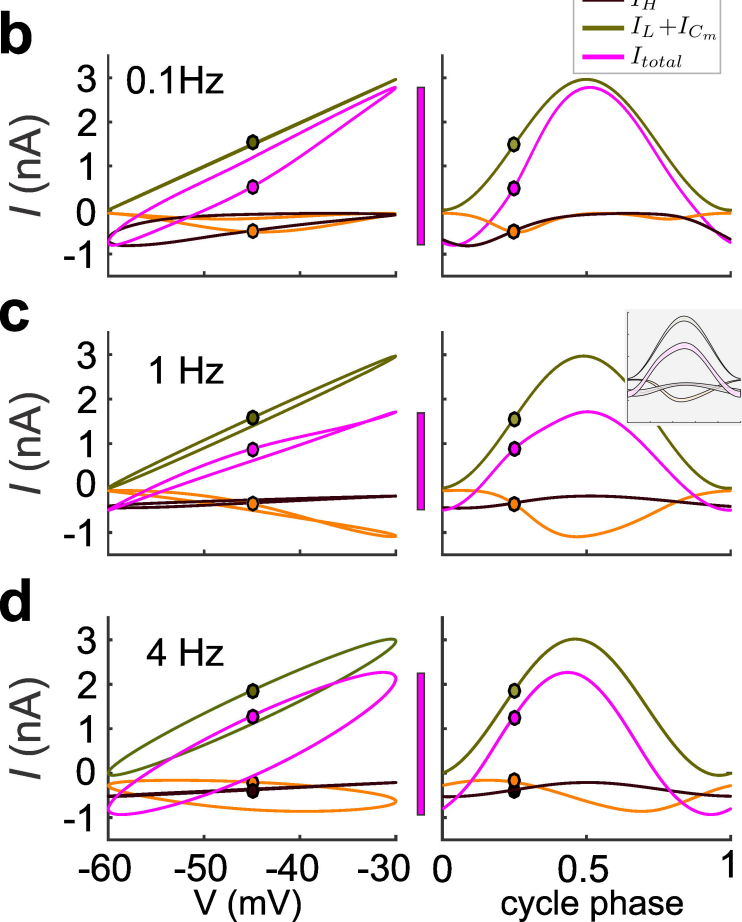 I_H
b
I_L + I_{C_m}
I_{total}
0.1Hz
3
2
1
0
-1
I (nA)
c
1 Hz
3
2
1
0
-1
I (nA)
d
4 Hz
3
2
1
0
-1
I (nA)
-60 -50 -40 -30
V (mV)
0 0.5 1
cycle phase